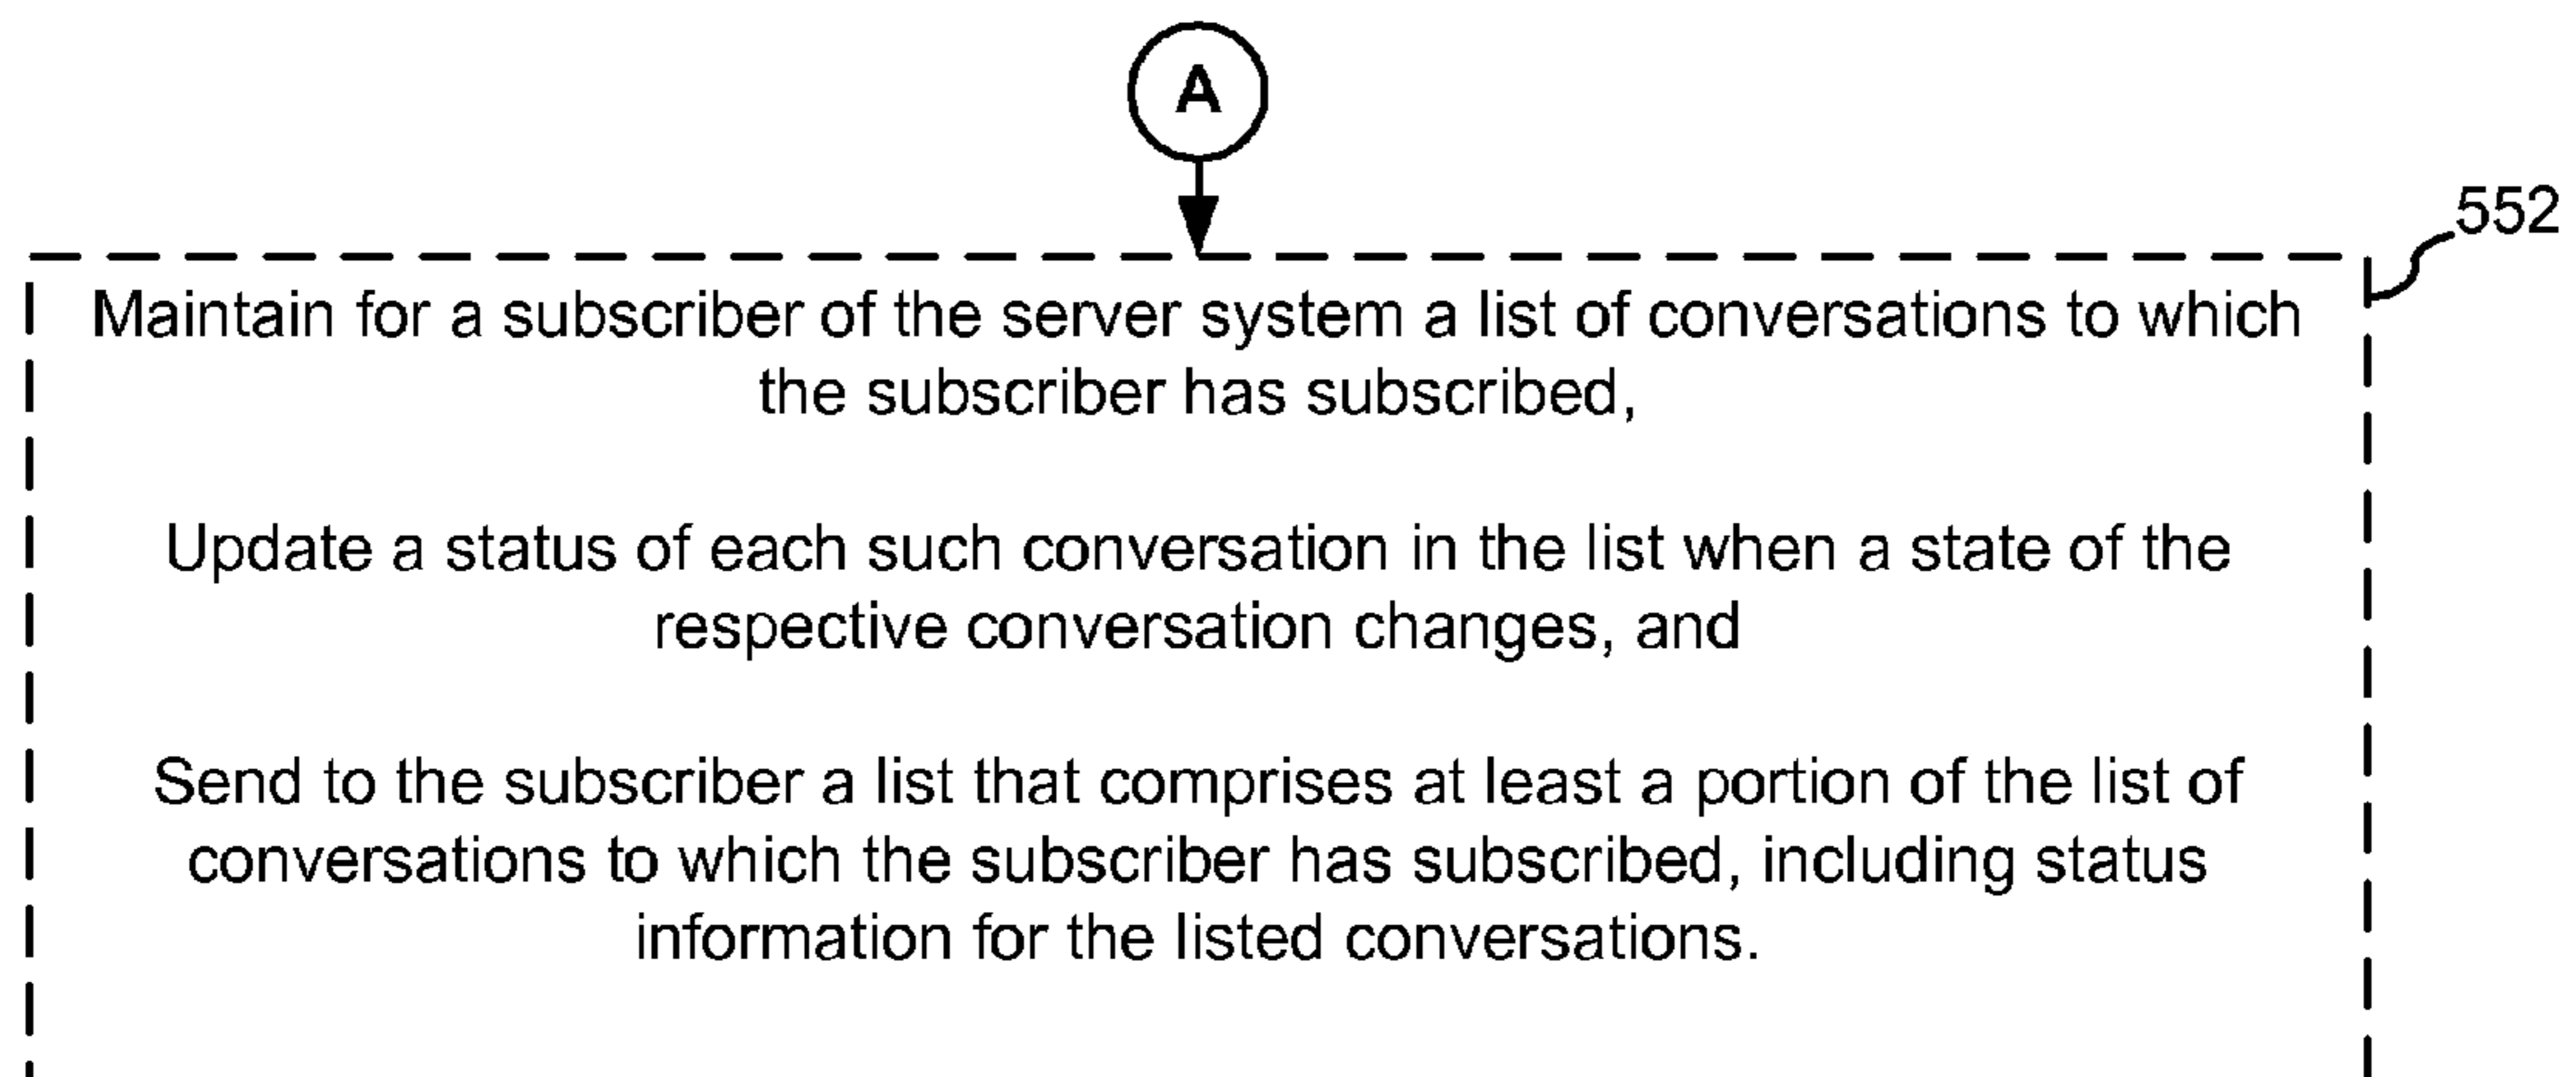 A
552
Maintain for a subscriber of the server system a list of conversations to which
the subscriber has subscribed,
Update a status of each such conversation in the list when a state of the
respective conversation changes, and
Send to the subscriber a list that comprises at least a portion of the list of
conversations to which the subscriber has subscribed, including status
information for the listed conversations.